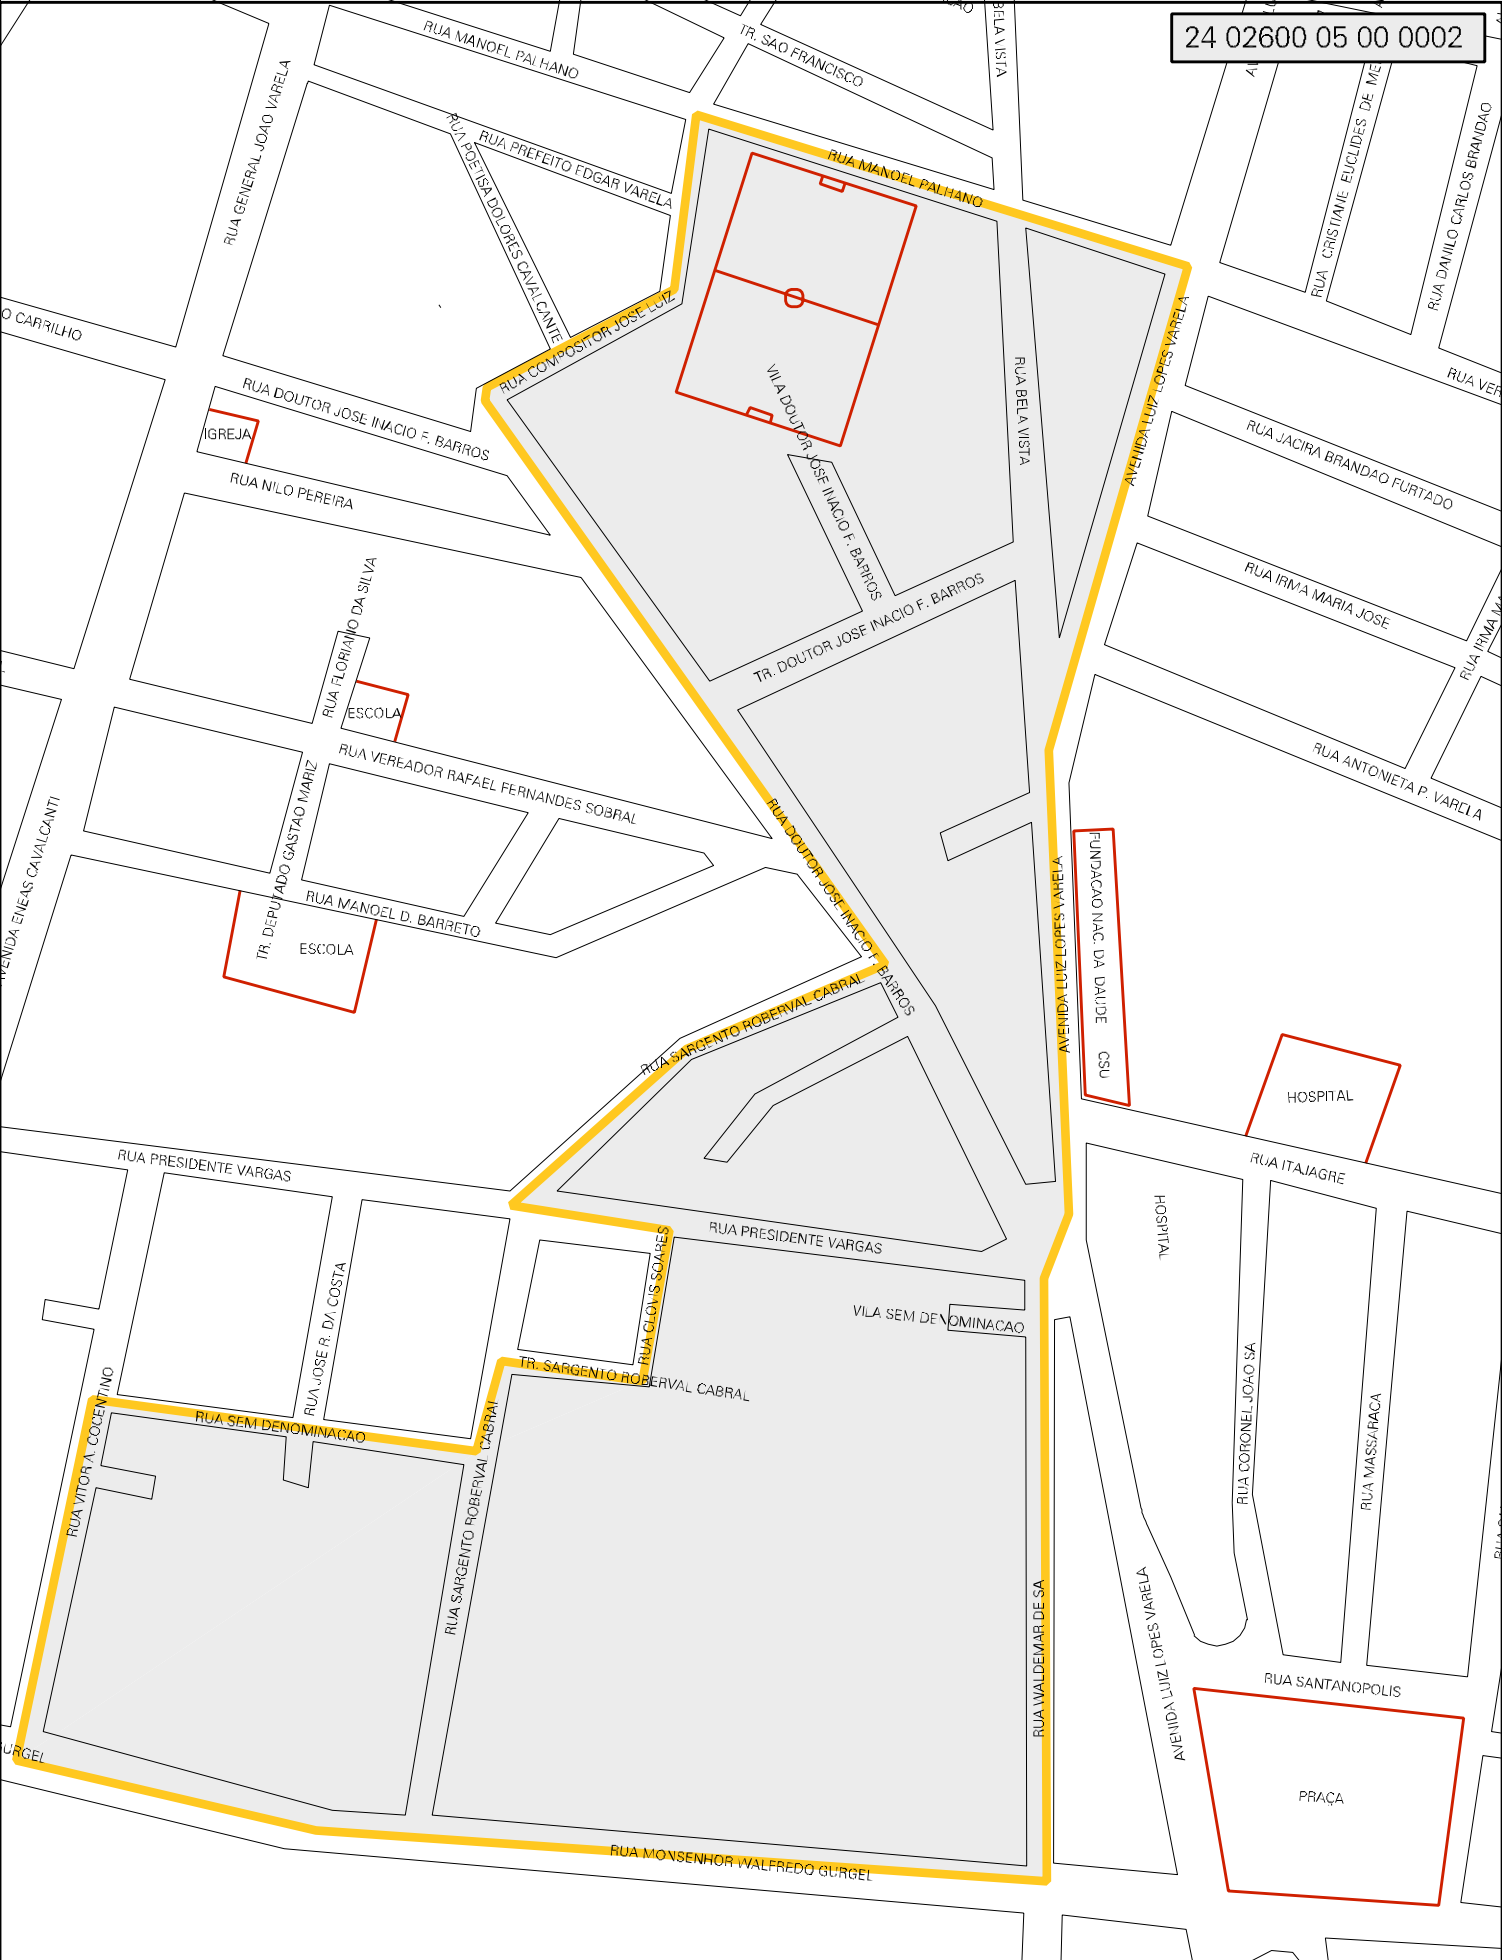 24 02600 05 00 0002
RUA MANOEL PALHANO
TR. SAO FRANCISCO
BELA VISTA
RUA GENERAL JOAO VARELA
RUA POETISA DOLORES CAVALCANTE
RUA PREFEITO EDGAR VARELA
RUA MANOEL PALHANO
RUA CRISTIANE EUCLIDES DE
RUA DANILO CARLOS BRANDAO
O CARRILHO
RUA COMPOSITOR JOSE LUIZ
AVENIDA LUIZ LOPES VARELA
RUA VER
RUA DOUTOR JOSE INACIO F. BARROS
IGREJA
RUA NILO PEREIRA
VILA DOUTOR JOSE INACIO F. BARROS
RUA BELA VISTA
RUA JACIRA BRANDAO FURTADO
RUA IRMA MARIA JOSE
RUA IRMA
TR. DOUTOR JOSE INACIO F. BARROS
RUA FLORIANO DA SILVA
ESCOLA
RUA VEREADOR RAFAEL FERNANDES SOBRAL
RUA ANTONIETA P. VARELA
TR. DEPUTADO GASTAO MARIZ
AVENIDA ENEAS CAVALCANTI
RUA MANOEL D. BARRETO
ESCOLA
RUA DOUTOR JOSE INACIO F. BARROS
AVENIDA LUIZ LOPES VARELA
FUNDACAO NAC. DA DAUDE CSU
RUA SARGENTO ROBERVAL CABRAL
HOSPITAL
RUA ITAJAGRE
RUA PRESIDENTE VARGAS
HOSPITAL
RUA PRESIDENTE VARGAS
RUA CLOVIS SOARES
RUA JOSE R. DA COSTA
VILA SEM DENOMINACAO
TR. SARGENTO ROBERVAL CABRAL
RUA CORONEL JOAO SA
RUA MASSARACA
RUA VITOR A. COCENTINO
RUA SEM DENOMINACAO
RUA SARGENTO ROBERVAL CABRAL
RUA WALDEMAR DE SA
AVENIDA LUIZ LOPES VARELA
RUA SANTANOPOLIS
GURGEL
PRAÇA
RUA MONSENHOR WALFREDO GURGEL